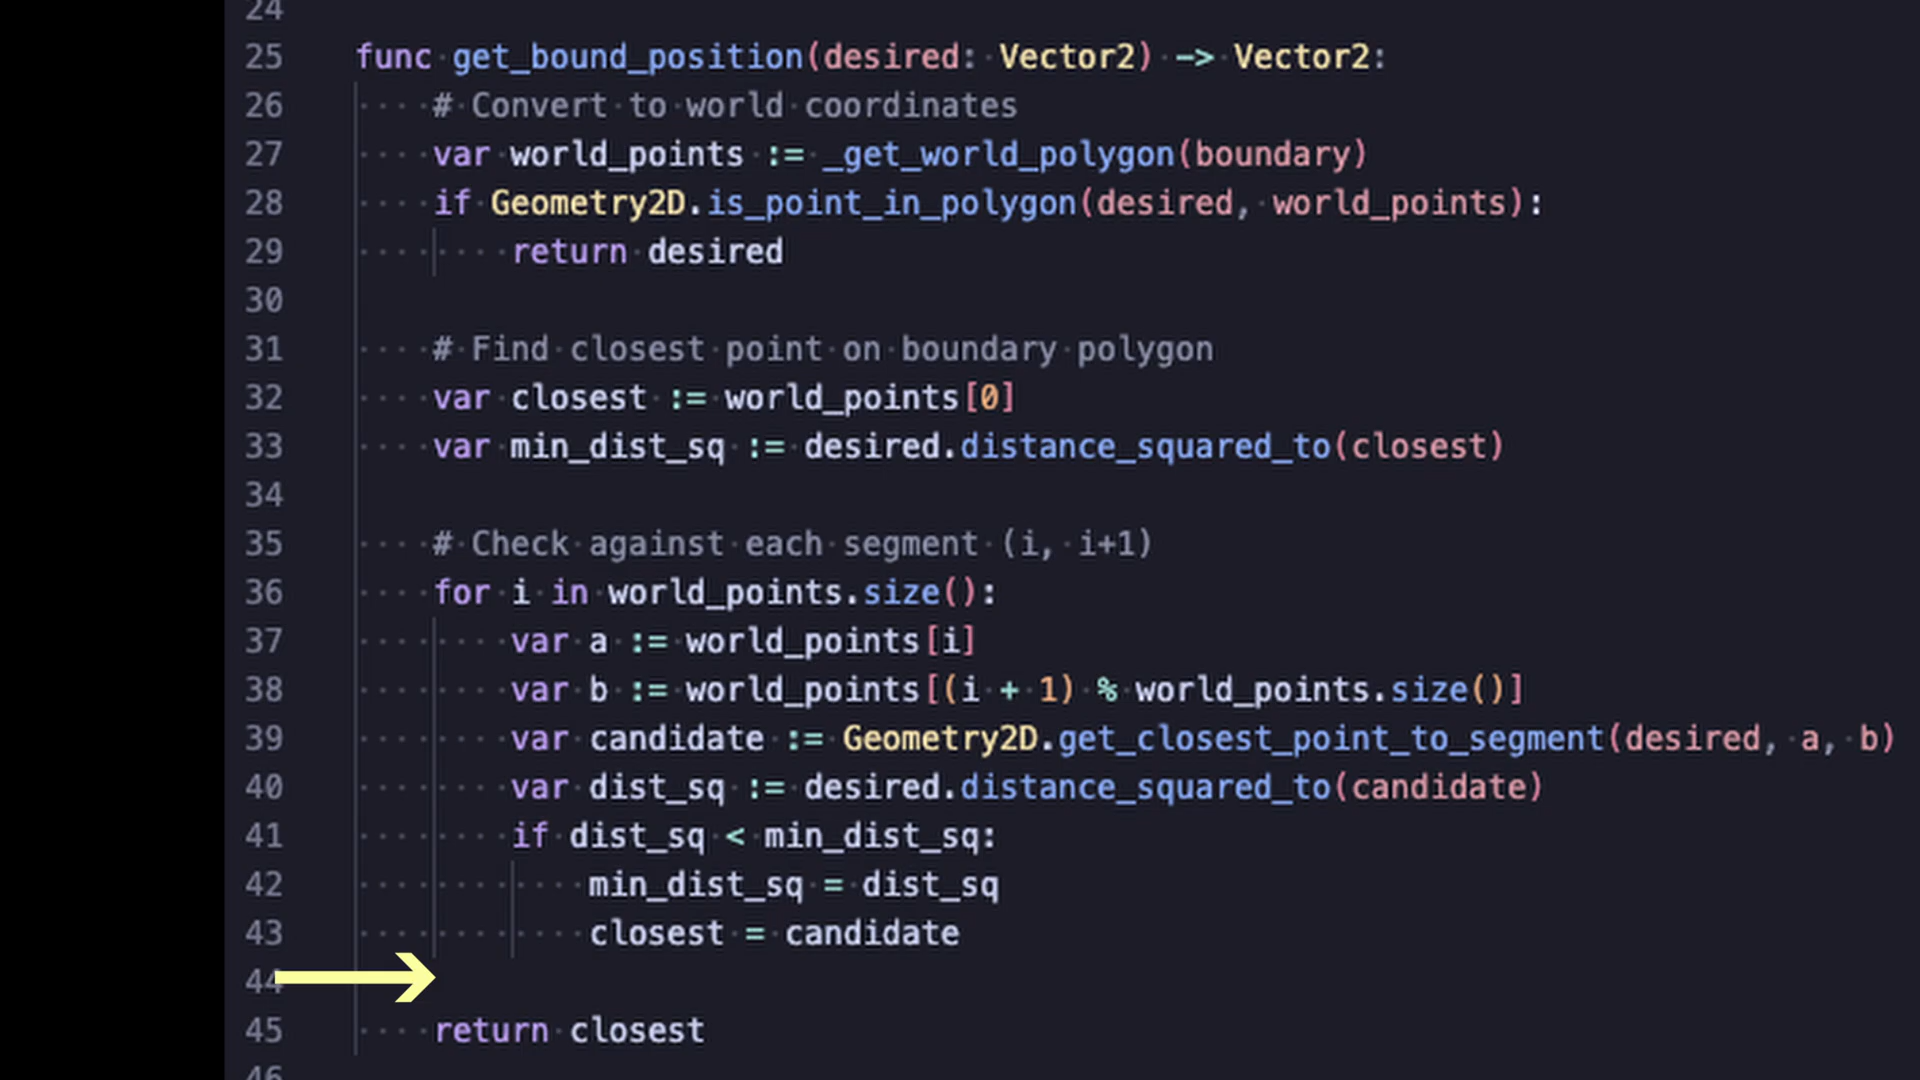 24
25 func get_bound_position(desired: Vector2) -> Vector2:
26 # Convert to world coordinates
27 var world_points := _get_world_polygon(boundary)
28 if Geometry2D.is_point_in_polygon(desired, world_points):
29 return desired
30
31 # Find closest point on boundary polygon
32 var closest := world_points[0]
33 var min_dist_sq := desired.distance_squared_to(closest)
34
35 # Check against each segment (i, i+1)
36 for i in world_points.size():
37 var a := world_points[i]
38 var b := world_points[(i + 1) % world_points.size()]
39 var candidate := Geometry2D.get_closest_point_to_segment(desired, a, b)
40 var dist_sq := desired.distance_squared_to(candidate)
41 if dist_sq < min_dist_sq:
42 min_dist_sq = dist_sq
43 closest = candidate
44
45 return closest
46